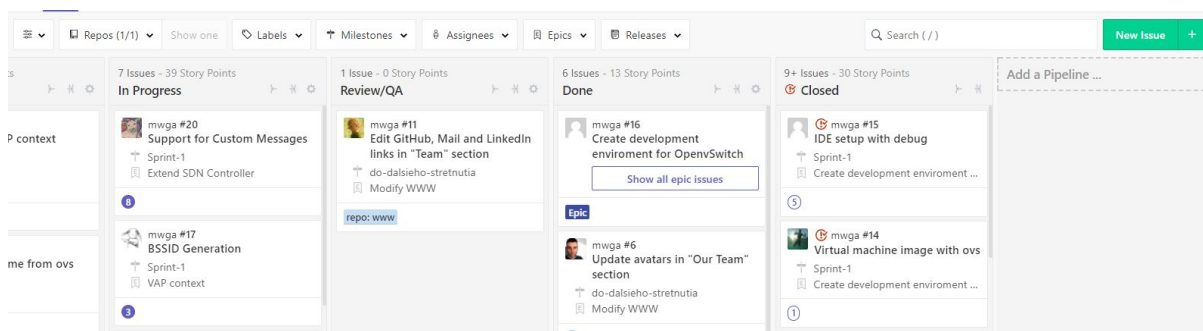 Repos (1/1)
Show one
Labels
Milestones
Assignees
Epics
Releases
Search ( / )
New Issue
+
P context
me from ovs
7 Issues - 39 Story Points
In Progress
mwga #20
Support for Custom Messages
Sprint-1
Extend SDN Controller
8
mwga #17
BSSID Generation
Sprint-1
VAP context
3
1 Issue - 0 Story Points
Review/QA
mwga #11
Edit GitHub, Mail and LinkedIn
links in "Team" section
do-dalsieho-stretnutia
Modify WWW
repo: www
6 Issues - 13 Story Points
Done
mwga #16
Create development
enviroment for OpenvSwitch
Show all epic issues
Epic
mwga #6
Update avatars in "Our Team"
section
do-dalsieho-stretnutia
Modify WWW
9+ Issues - 30 Story Points
Closed
mwga #15
IDE setup with debug
Sprint-1
Create development enviroment ...
5
mwga #14
Virtual machine image with ovs
Sprint-1
Create development enviroment ...
1
Add a Pipeline ...